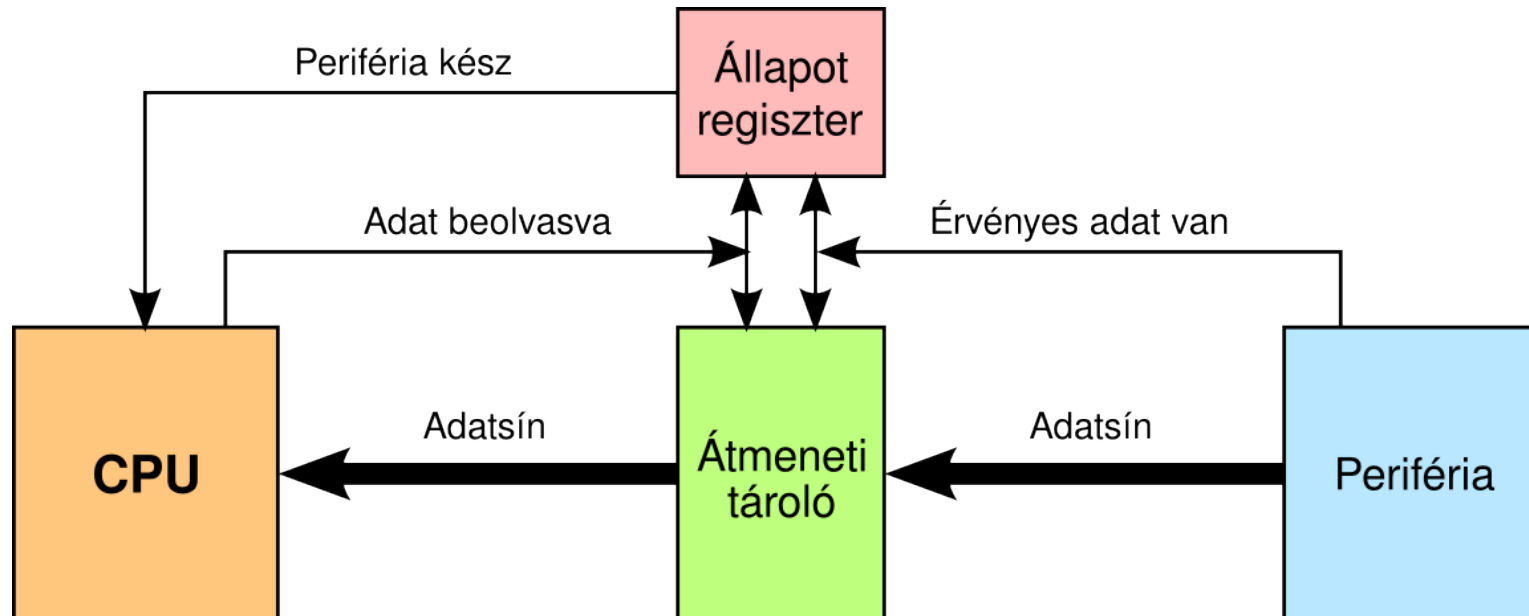 Periféria kész
Állapot
regiszter
Adat beolvasva
Érvényes adat van
Adatsín
Adatsín
CPU
Átmeneti
tároló
Periféria